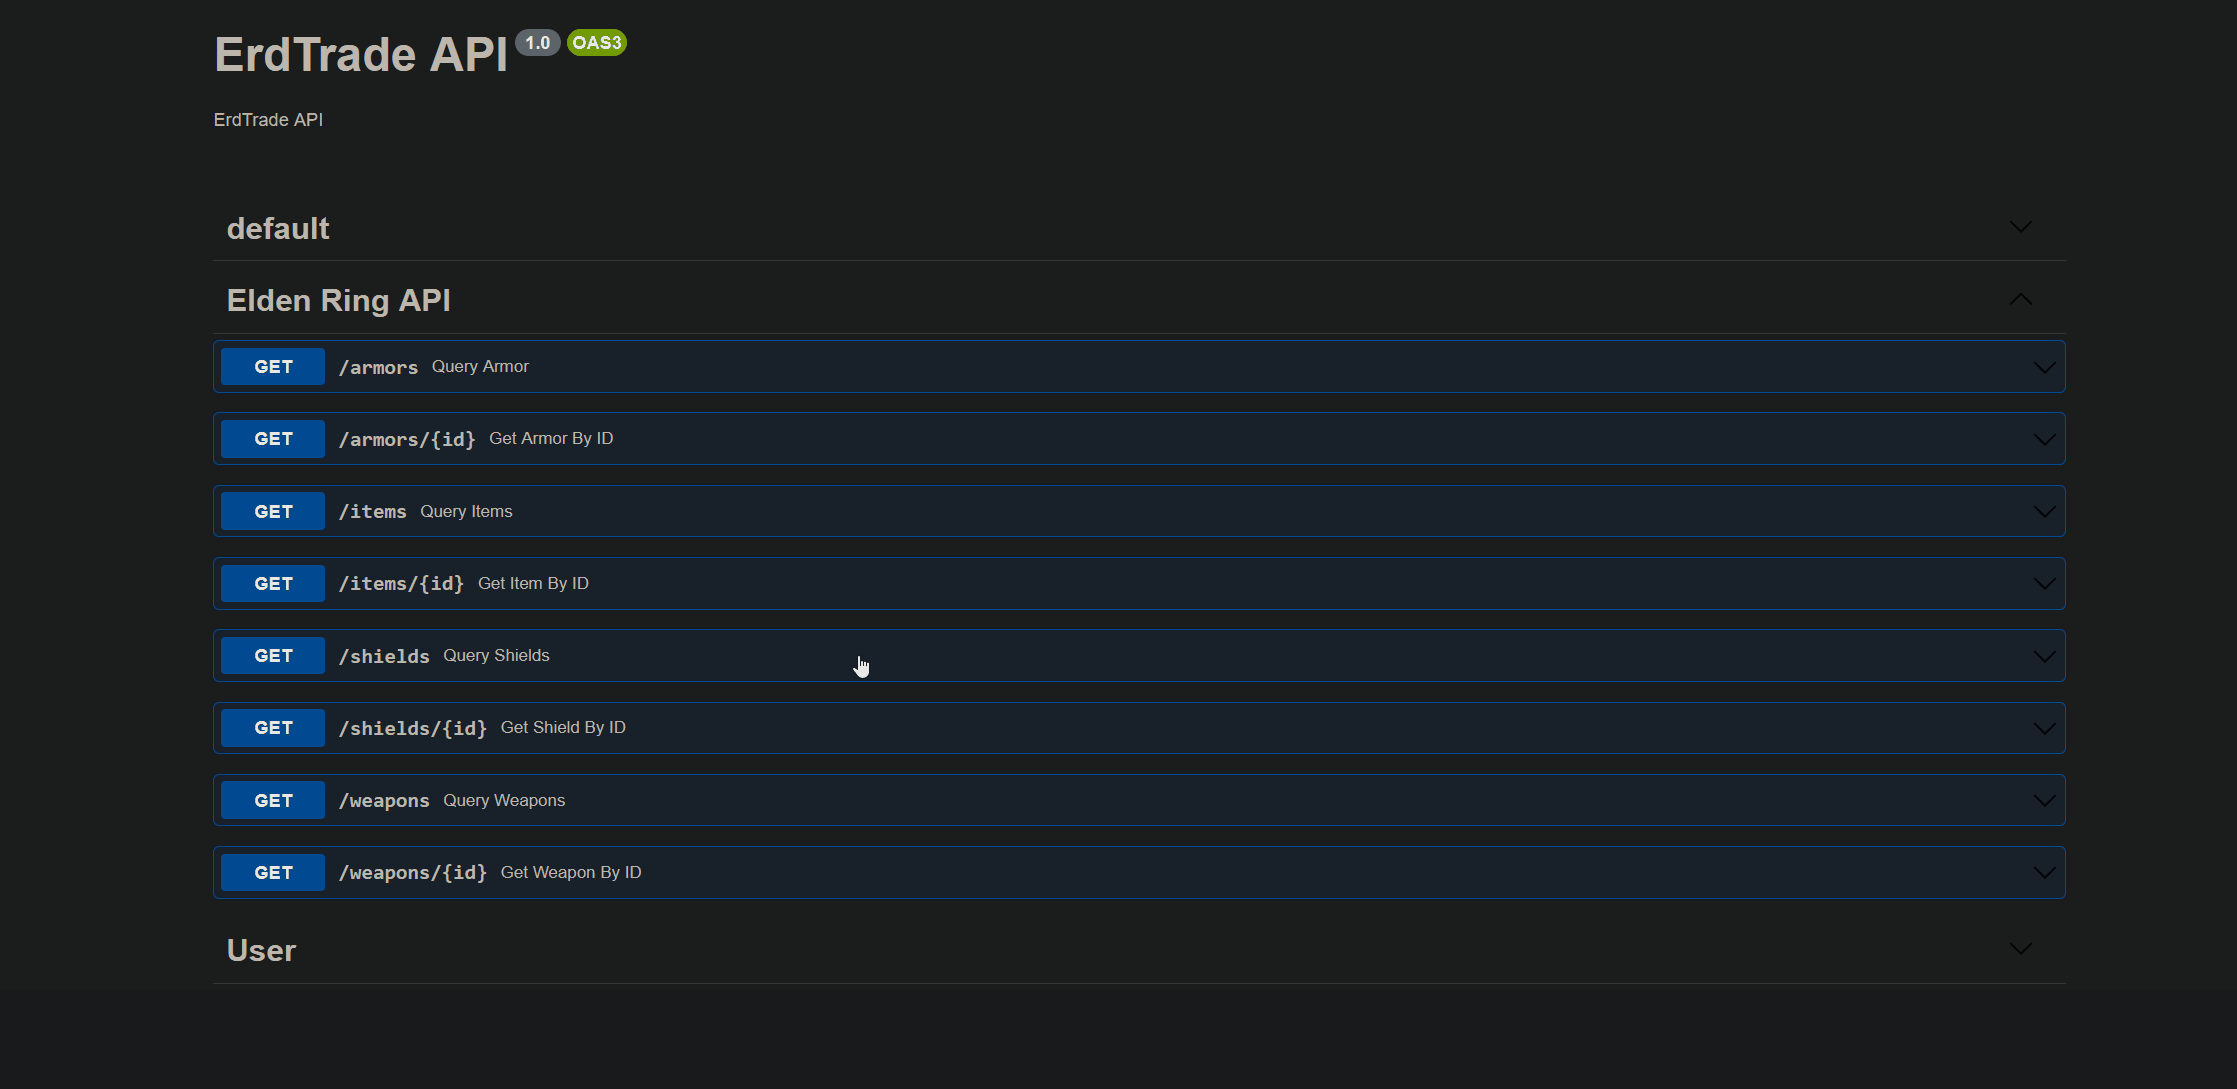 ErdTrade API 1.0 OAS3
ErdTrade API
default
Elden Ring API
GET /armors Query Armor
GET /armors/{id} Get Armor By ID
GET /items Query Items
GET /items/{id} Get Item By ID
GET /shields Query Shields
GET /shields/{id} Get Shield By ID
GET /weapons Query Weapons
GET /weapons/{id} Get Weapon By ID
User